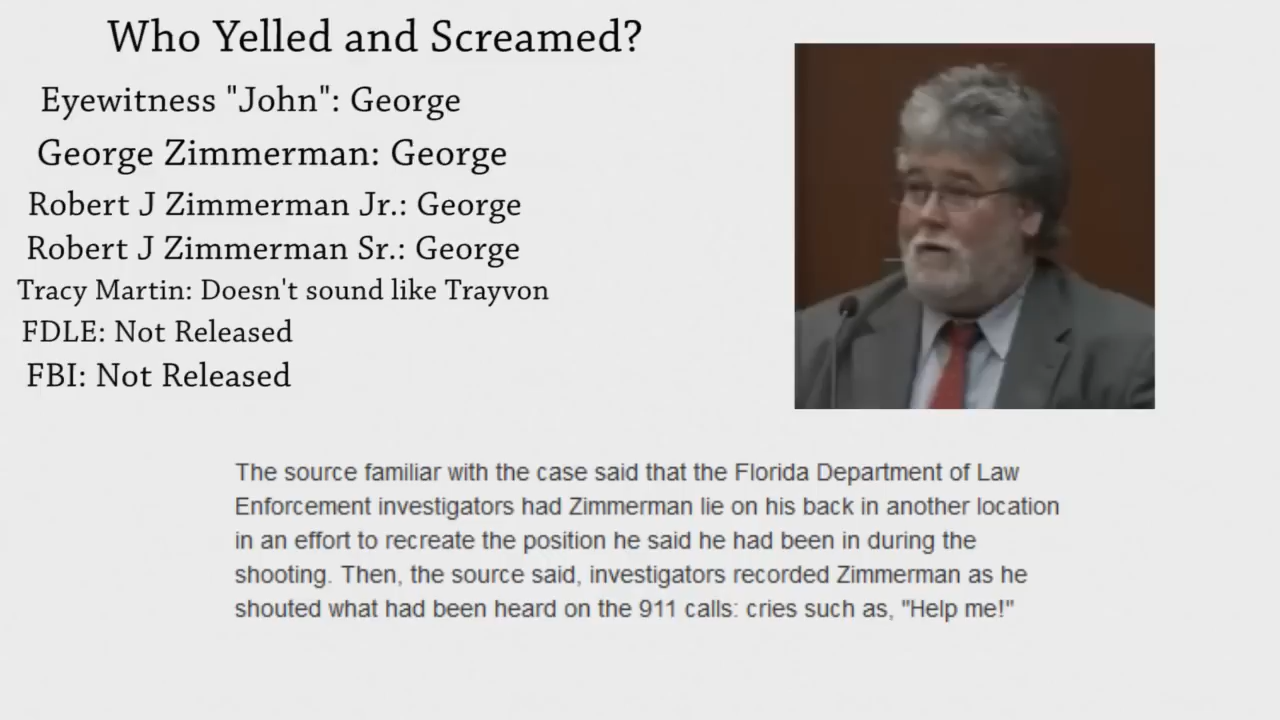 Who Yelled and Screamed?
Eyewitness "John": George
George Zimmerman: George
Robert J Zimmerman Jr.: George
Robert J Zimmerman Sr.: George
Tracy Martin: Doesn't sound like Trayvon
FDLE: Not Released
FBI: Not Released
The source familiar with the case said that the Florida Department of Law
Enforcement investigators had Zimmerman lie on his back in another location
in an effort to recreate the position he said he had been in during the
shooting. Then, the source said, investigators recorded Zimmerman as he
shouted what had been heard on the 911 calls: cries such as, "Help me!"